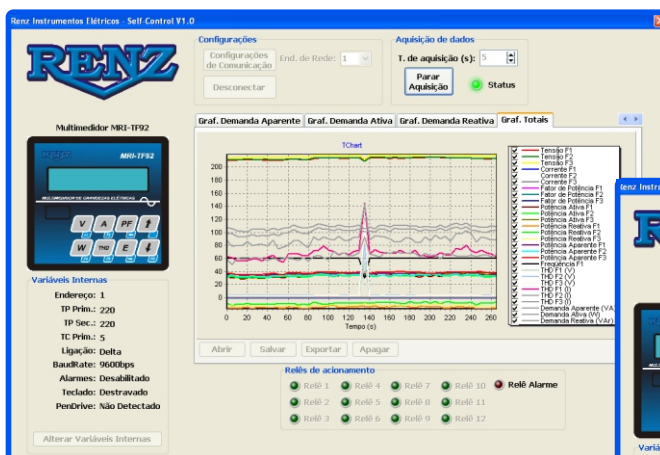 Renz Instrumentos Elétricos - Self-Control V1.0
RENZ
Multimedidor MRI-TF92
MRI-TF92
MULTIMEDIDOR DE GRANDEZAS ELÉTRICAS
V A PF
W THD E
Variáveis Internas
Endereço: 1
TP Prim.: 220
TP Sec.: 220
TC Prim.: 5
Ligação: Delta
BaudRate: 9600bps
Alarmes: Desabilitado
Teclado: Destravado
PenDrive: Não Detectado
Alterar Variáveis Internas
Configurações
Configurações de Comunicação
End. de Rede: 1
Desconectar
Aquisição de dados
T. de aquisição (s): 5
Parar Aquisição
Status
Graf. Demanda Aparente Graf. Demanda Ativa Graf. Demanda Reativa Graf. Totais
TChart
200
180
160
140
120
100
80
60
40
20
0
0 20 40 60 80 100 120 140 160 180 200 220 240 260
Tempo (s)
Tensão F1
Tensão F2
Tensão F3
Corrente F1
Corrente F2
Corrente F3
Fator de Potência F1
Fator de Potência F2
Fator de Potência F3
Potência Ativa F1
Potência Ativa F2
Potência Ativa F3
Potência Reativa F1
Potência Reativa F2
Potência Reativa F3
Potência Aparente F1
Potência Aparente F2
Potência Aparente F3
Freqüência F1
THD F1 (V)
THD F2 (V)
THD F3 (V)
THD F1 (I)
THD F2 (I)
THD F3 (I)
Demanda Aparente (VA)
Demanda Ativa (W)
Demanda Reativa (VAr)
Abrir Salvar Exportar Apagar
Relês de acionamento
Relê 1 Relê 4 Relê 7 Relê 10 Relê Alarme
Relê 2 Relê 5 Relê 8 Relê 11
Relê 3 Relê 6 Relê 9 Relê 12
Renz Instru
Variá